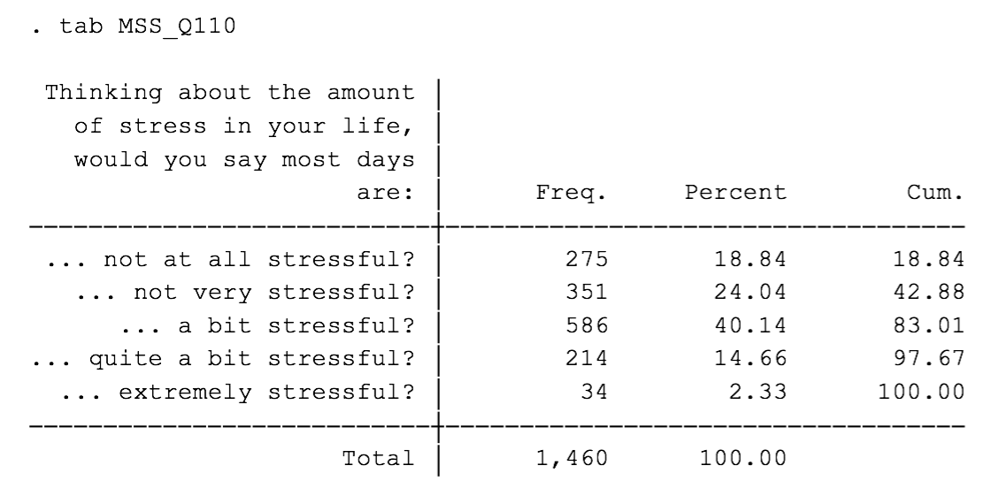 . tab MSS_Q110
Thinking about the amount
of stress in your life,
would you say most days
are: Freq. Percent Cum.
... not at all stressful? 275 18.84 18.84
... not very stressful? 351 24.04 42.88
... a bit stressful? 586 40.14 83.01
... quite a bit stressful? 214 14.66 97.67
... extremely stressful? 34 2.33 100.00
Total 1,460 100.00